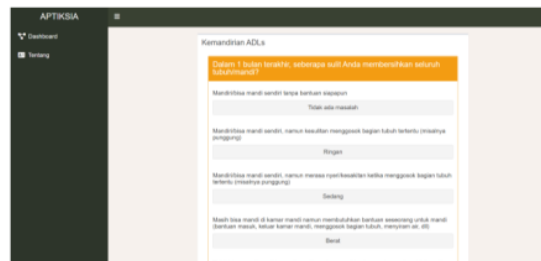 APTIKSIA
Dashboard
Tentang
Kemandirian ADLs
Dalam 1 bulan terakhir, seberapa sulit Anda membersihkan seluruh
tubuh/mandi?
Mandiri/bisa mandi sendiri tanpa bantuan siapapun
Tidak ada masalah
Mandiri/bisa mandi sendiri, namun kesulitan menggosok bagian tubuh tertentu (misalnya
punggung)
Ringan
Mandiri/bisa mandi sendiri, namun merasa nyeri/kesakitan ketika menggosok bagian tubuh
tertentu (misalnya punggung)
Sedang
Masih bisa mandi di kamar mandi namun membutuhkan bantuan seseorang untuk mandi
(bantuan masuk, keluar kamar mandi, menggosok bagian tubuh, menyiram air, dll)
Berat